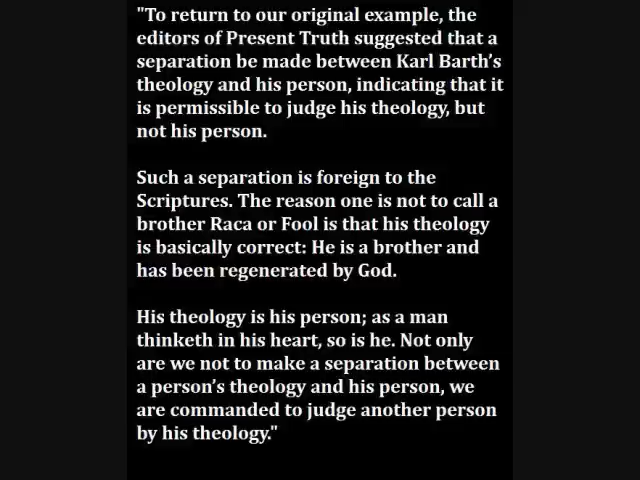 "To return to our original example, the
editors of Present Truth suggested that a
separation be made between Karl Barth's
theology and his person, indicating that it
is permissible to judge his theology, but
not his person.
Such a separation is foreign to the
Scriptures. The reason one is not to call a
brother Raca or Fool is that his theology
is basically correct: He is a brother and
has been regenerated by God.
His theology is his person; as a man
thinketh in his heart, so is he. Not only
are we not to make a separation between
a person's theology and his person, we
are commanded to judge another person
by his theology."